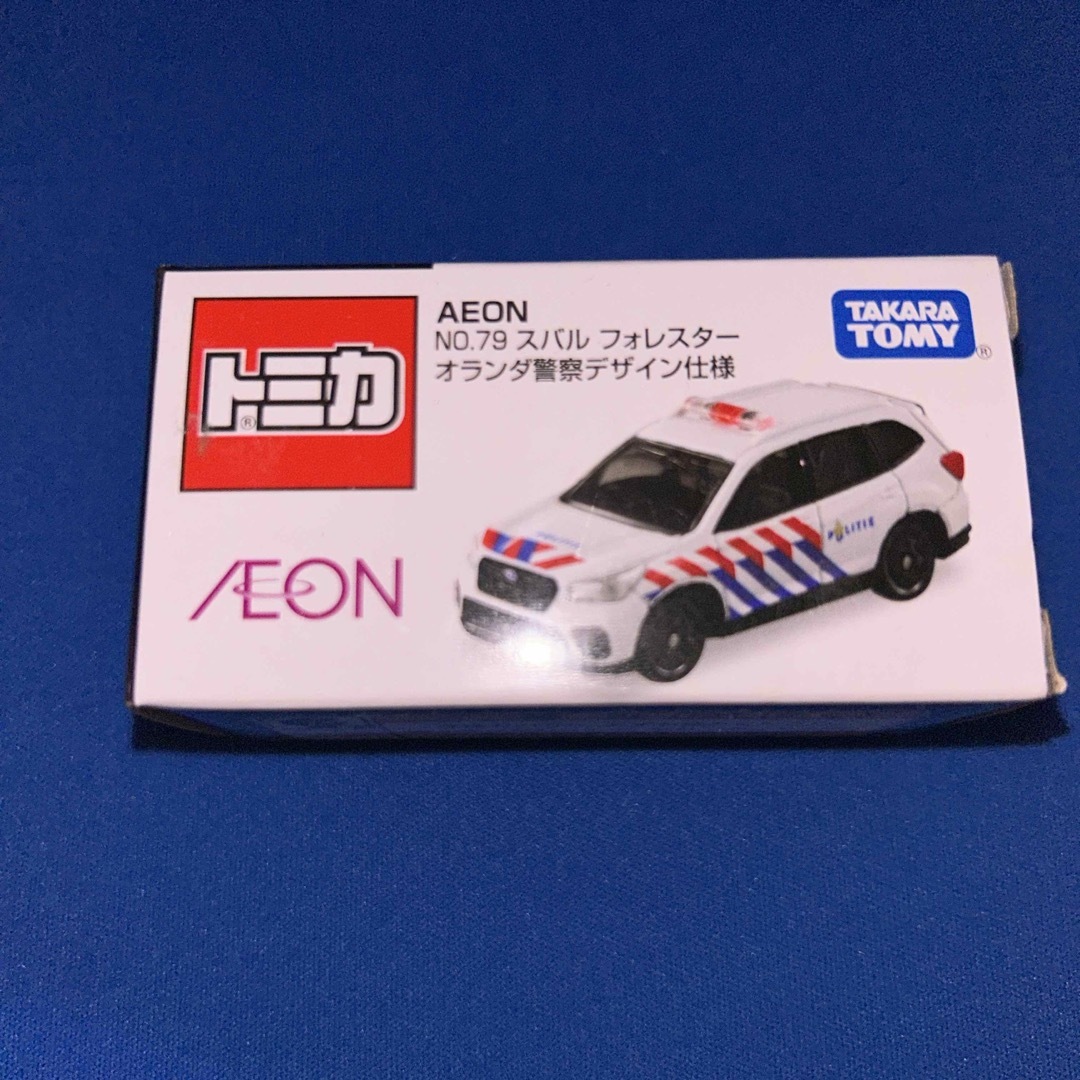 トミカ
®
AEON
NO.79 スバル フォレスター
オランダ警察デザイン仕様
TAKARA
TOMY
®
ÆON
POLITIE